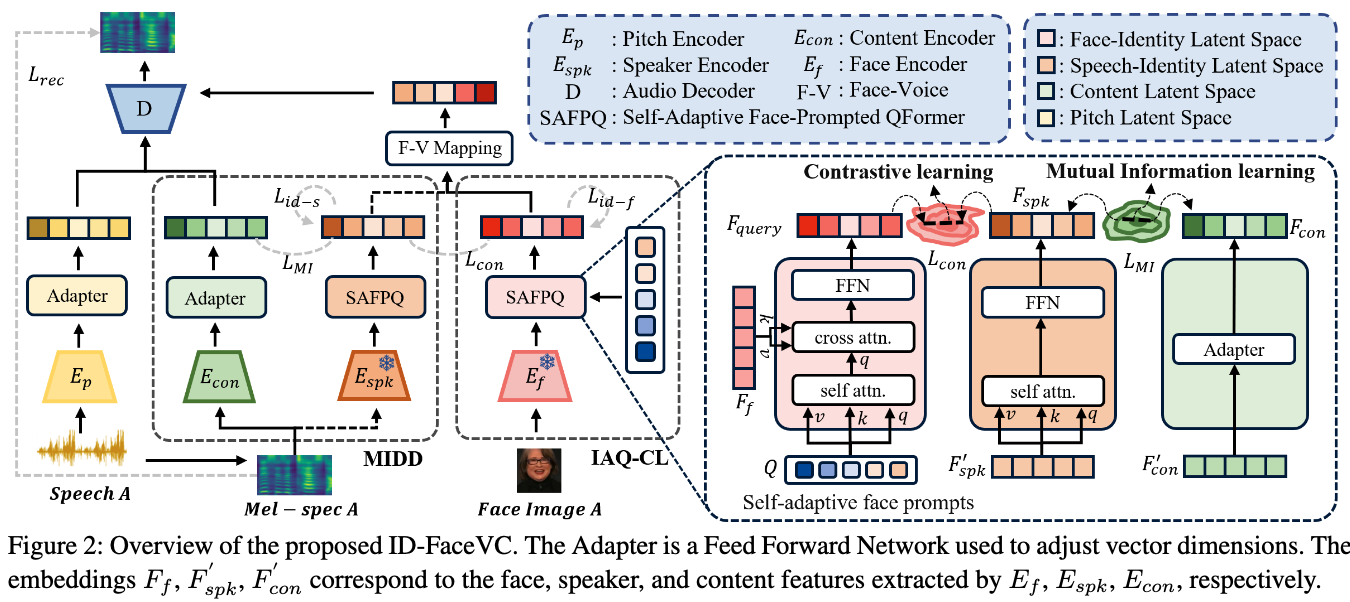 L_rec
D
F-V Mapping
E_p : Pitch Encoder E_con : Content Encoder
E_spk : Speaker Encoder E_f : Face Encoder
D : Audio Decoder F-V : Face-Voice
SAFPQ : Self-Adaptive Face-Prompted QFormer
: Face-Identity Latent Space
: Speech-Identity Latent Space
: Content Latent Space
: Pitch Latent Space
L_id-s L_id-f
L_MI L_con
Adapter Adapter SAFPQ SAFPQ
E_p E_con E_spk E_f
MIDD IAQ-CL
Speech A Mel-spec A Face Image A
Contrastive learning Mutual Information learning
F_query F_spk F_con
L_con L_MI
FFN FFN
k
v
cross attn. Adapter
q
F_f
self attn. self attn.
v k q v k q
Q F'_spk F'_con
Self-adaptive face prompts
Figure 2: Overview of the proposed ID-FaceVC. The Adapter is a Feed Forward Network used to adjust vector dimensions. The
embeddings F_f, F'_spk, F'_con correspond to the face, speaker, and content features extracted by E_f, E_spk, E_con, respectively.